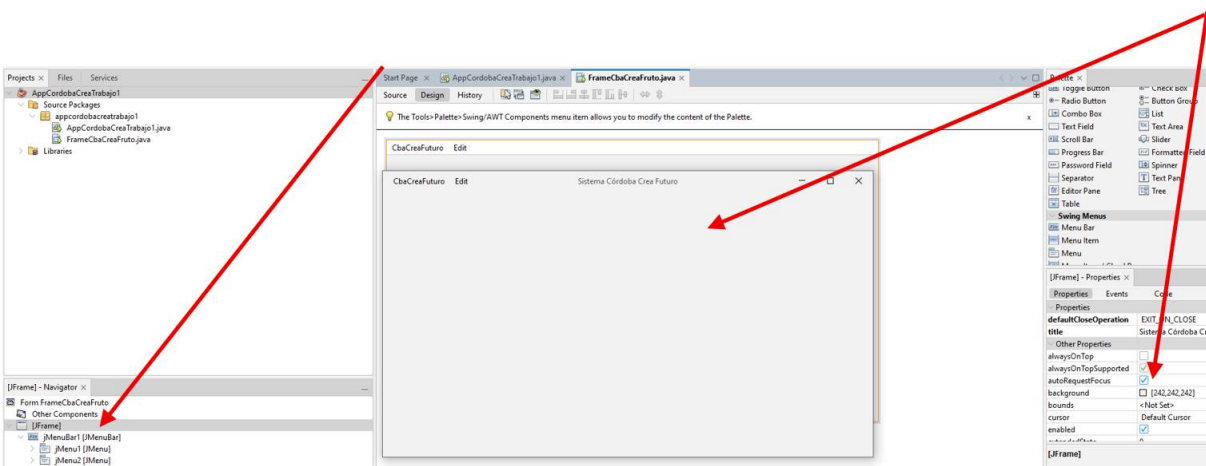 Projects Files Services
AppCordobaCreaTrabajo1
Source Packages
appcordobacreatrabajo1
AppCordobaCreaTrabajo1.java
FrameCbaCreaFruto.java
Libraries
[JFrame] - Navigator
Form FrameCbaCreaFruto
Other Components
[JFrame]
jMenuBar1 [JMenuBar]
jMenu1 [JMenu]
jMenu2 [JMenu]
Start Page AppCordobaCreaTrabajo1.java FrameCbaCreaFruto.java
Source Design History
The Tools>Palette>Swing/AWT Components menu item allows you to modify the content of the Palette.
CbaCreaFuturo Edit
CbaCreaFuturo Edit Sistema Córdoba Crea Futuro
Palette
Toggle Button Check Box
Radio Button Button Group
Combo Box List
Text Field Text Area
Scroll Bar Slider
Progress Bar Formatted Field
Password Field Spinner
Separator Text Pan
Editor Pane Tree
Table
Swing Menus
Menu Bar
Menu Item
Menu
[JFrame] - Properties
Properties Events Code
Properties
defaultCloseOperation EXIT_ON_CLOSE
title Sistema Córdoba Cr
Other Properties
alwaysOnTop
alwaysOnTopSupported
autoRequestFocus
background [242,242,242]
bounds <Not Set>
cursor Default Cursor
enabled
[JFrame]